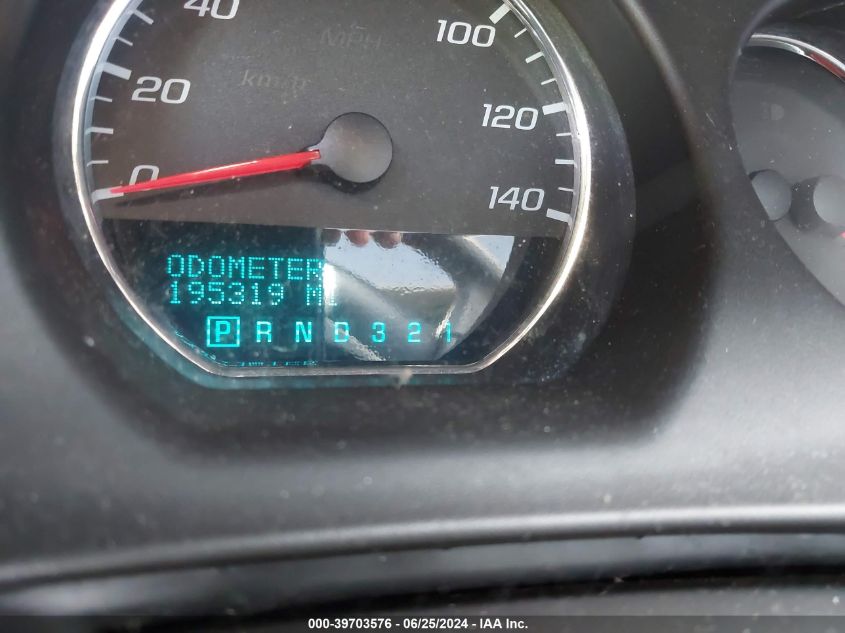 40
MPH
100
km/h
20
120
0
140
ODOMETER
195319 MI
P R N D 3 2 1
000-39703576 - 06/25/2024 - IAA Inc.